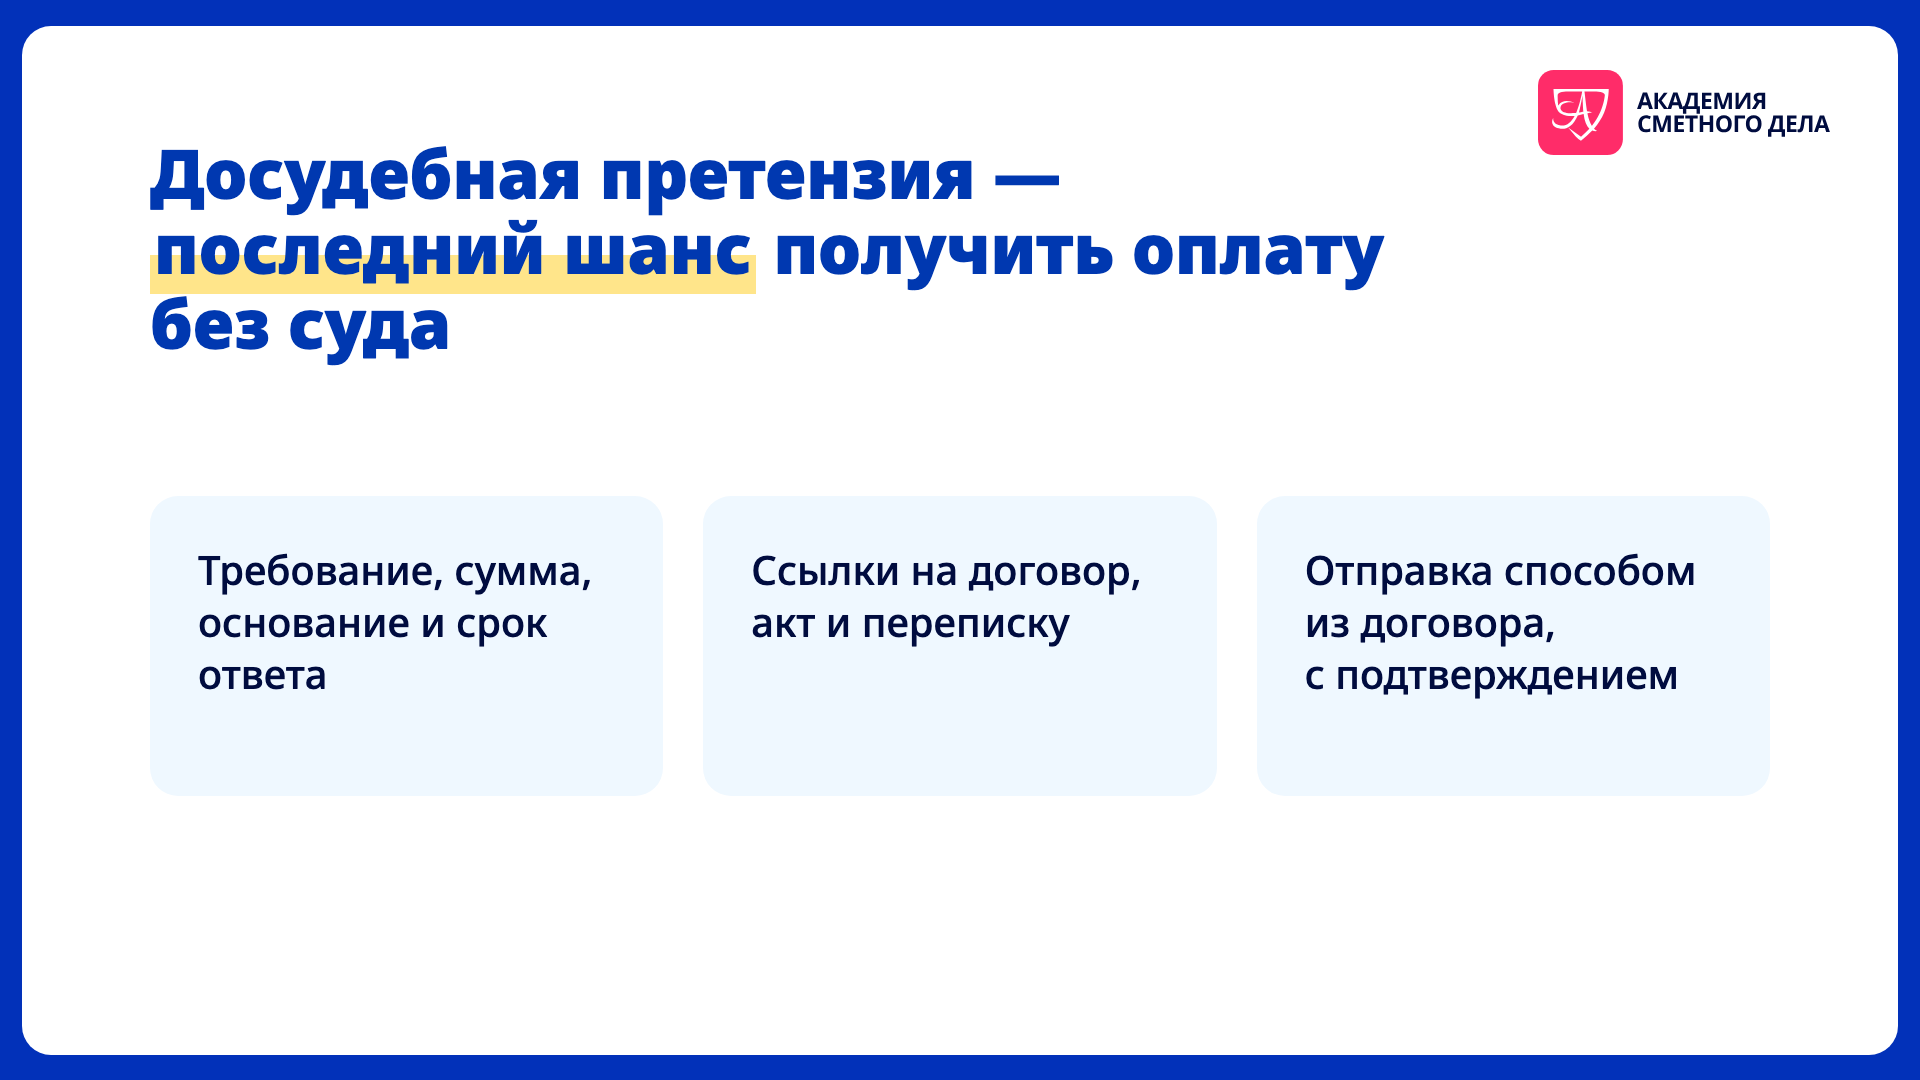 АКАДЕМИЯ
СМЕТНОГО ДЕЛА
Досудебная претензия —
последний шанс получить оплату
без суда
Требование, сумма,
основание и срок
ответа
Ссылки на договор,
акт и переписку
Отправка способом
из договора,
с подтверждением